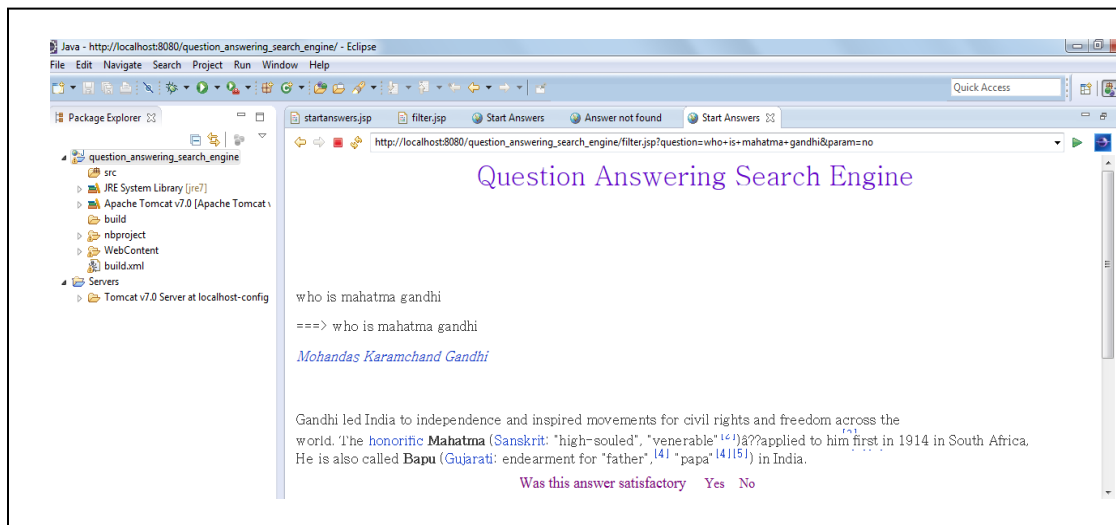 Java - http://localhost:8080/question_answering_search_engine/ - Eclipse
File Edit Navigate Search Project Run Window Help
Quick Access
Package Explorer
startanswers.jsp filter.jsp Start Answers Answer not found Start Answers
http://localhost:8080/question_answering_search_engine/filter.jsp?question=who+is+mahatma+gandhi&param=no
question_answering_search_engine
src
JRE System Library [jre7]
Apache Tomcat v7.0 [Apache Tomcat v
build
nbproject
WebContent
build.xml
Servers
Tomcat v7.0 Server at localhost-config
Question Answering Search Engine
who is mahatma gandhi
===> who is mahatma gandhi
Mohandas Karamchand Gandhi
Gandhi led India to independence and inspired movements for civil rights and freedom across the
world. The honorific Mahatma (Sanskrit: "high-souled", "venerable"[2])â??applied to him first in 1914 in South Africa,
He is also called Bapu (Gujarati: endearment for "father",[4] "papa"[4][5]) in India.
Was this answer satisfactory Yes No